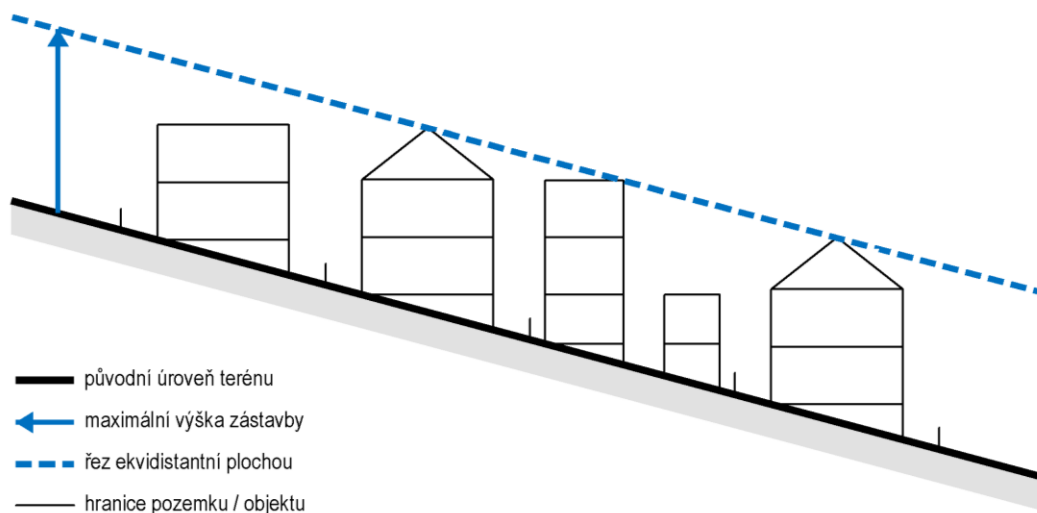 původní úroveň terénu
maximální výška zástavby
řez ekvidistantní plochou
hranice pozemku / objektu